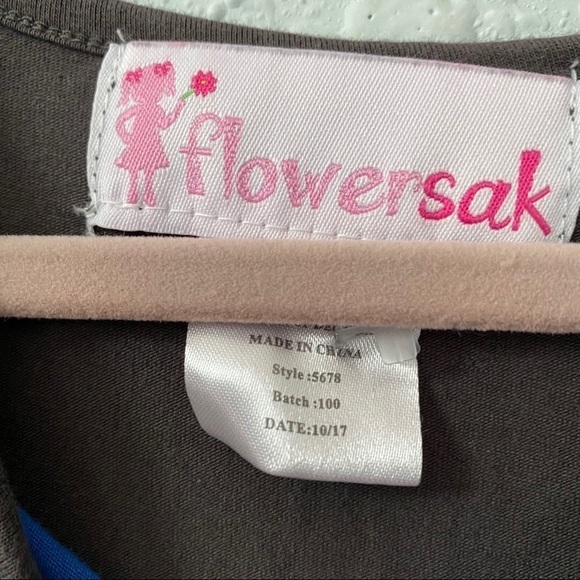 flowersak
MADE IN CHINA
Style :5678
Batch :100
DATE:10/17